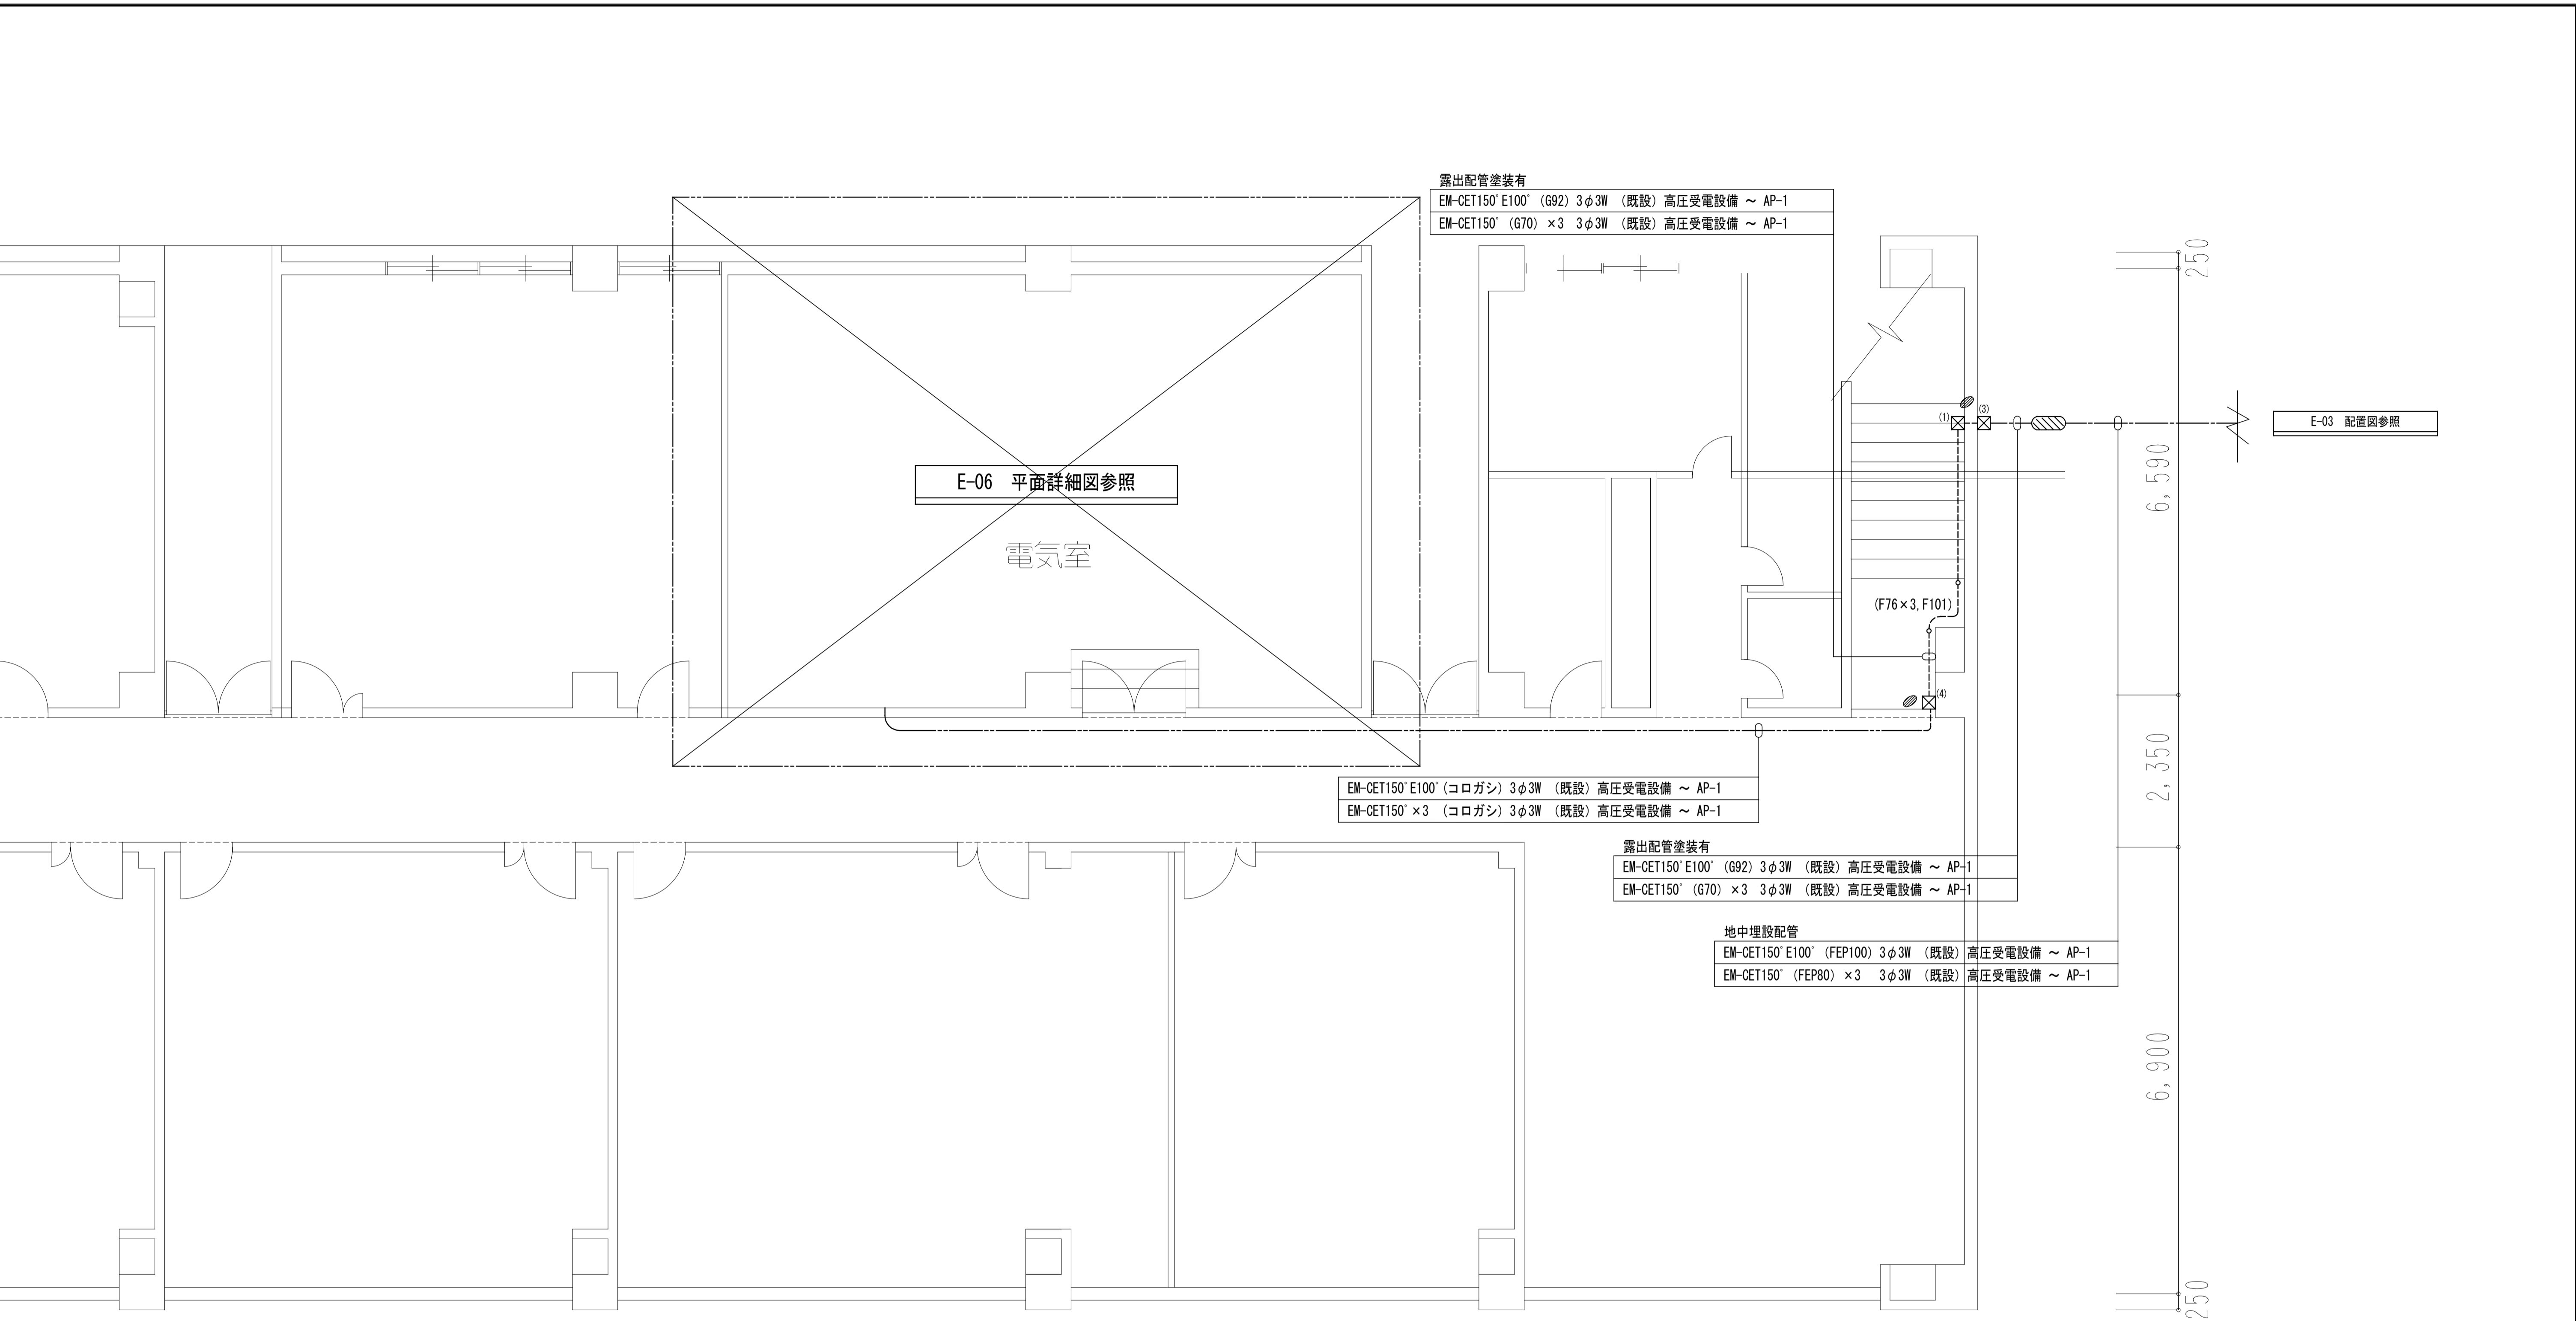 露出配管塗装有
EM-CET150°E100° (G92) 3φ3W (既設) 高圧受電設備 ～ AP-1
EM-CET150° (G70) ×3 3φ3W (既設) 高圧受電設備 ～ AP-1
250
(1)
(3)
E-03 配置図参照
6,590
E-06 平面詳細図参照
電気室
(F76×3,F101)
(4)
2,350
EM-CET150°E100°(コロガシ) 3φ3W (既設) 高圧受電設備 ～ AP-1
EM-CET150°×3 (コロガシ) 3φ3W (既設) 高圧受電設備 ～ AP-1
露出配管塗装有
EM-CET150°E100° (G92) 3φ3W (既設) 高圧受電設備 ～ AP-1
EM-CET150° (G70) ×3 3φ3W (既設) 高圧受電設備 ～ AP-1
地中埋設配管
EM-CET150°E100° (FEP100) 3φ3W (既設) 高圧受電設備 ～ AP-1
EM-CET150° (FEP80) ×3 3φ3W (既設) 高圧受電設備 ～ AP-1
6,900
250